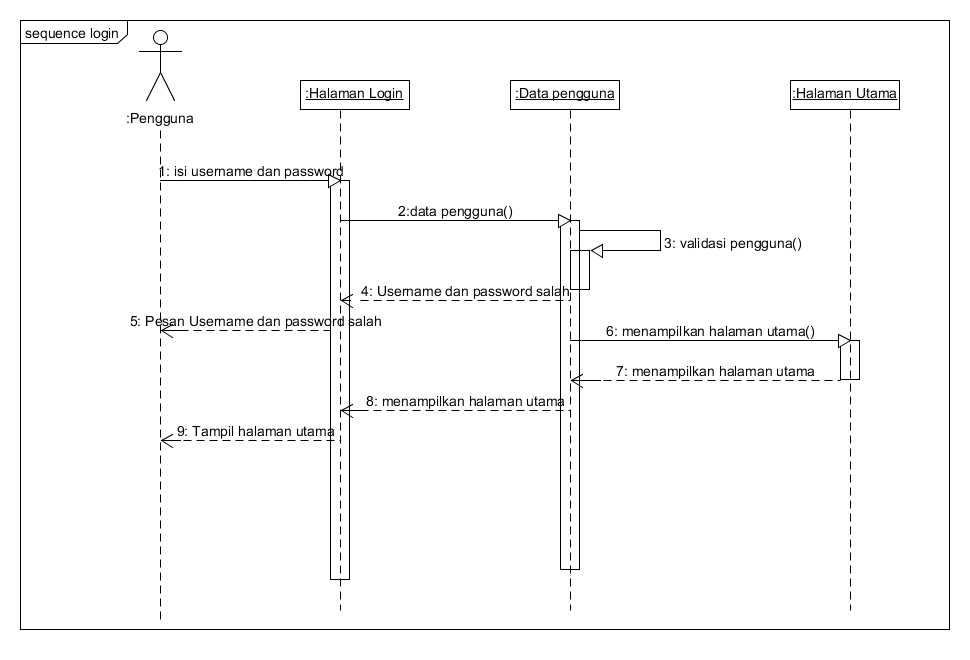 sequence login
:Pengguna
:Halaman Login
:Data pengguna
:Halaman Utama
1: isi username dan password
2:data pengguna()
3: validasi pengguna()
4: Username dan password salah
5: Pesan Username dan password salah
6: menampilkan halaman utama()
7: menampilkan halaman utama
8: menampilkan halaman utama
9: Tampil halaman utama